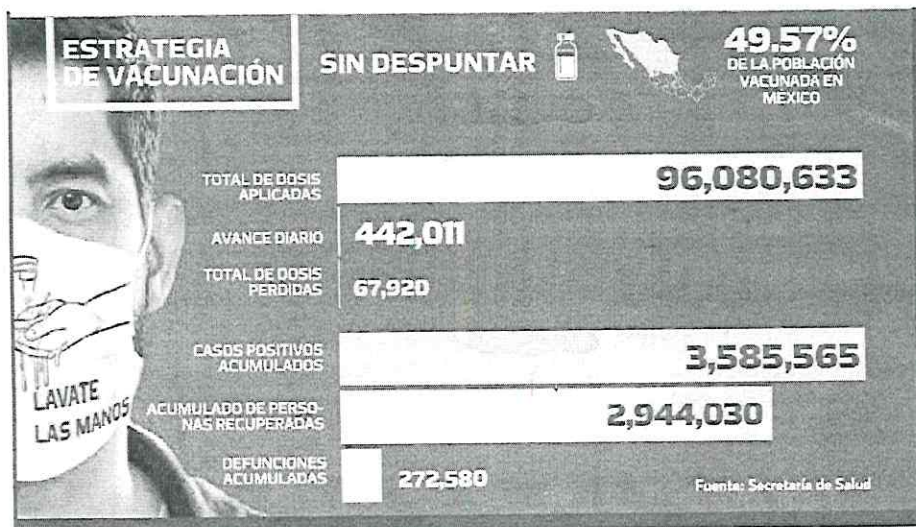 ESTRATEGIA
DE VACUNACIÓN
SIN DESPUNTAR
49.57%
DE LA POBLACIÓN
VACUNADA EN
MÉXICO
TOTAL DE DOSIS
APLICADAS
96,080,633
AVANCE DIARIO
442,011
TOTAL DE DOSIS
PERDIDAS
67,920
CASOS POSITIVOS
ACUMULADOS
3,585,565
ACUMULADO DE PERSO-
NAS RECUPERADAS
2,944,030
DEFUNCIONES
ACUMULADAS
272,580
LAVATE
LAS MANOS
Fuente: Secretaría de Salud